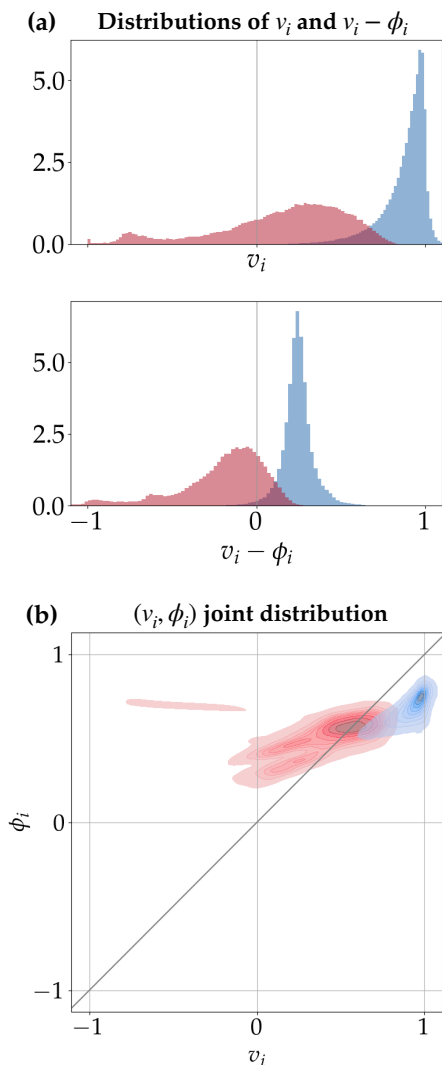 (a) Distributions of v_i and v_i − ϕ_i
5.0
2.5
0.0
v_i
5.0
2.5
0.0
−1 0 1
v_i − ϕ_i
(b) (v_i, ϕ_i) joint distribution
1
0
−1
ϕ_i
−1 0 1
v_i